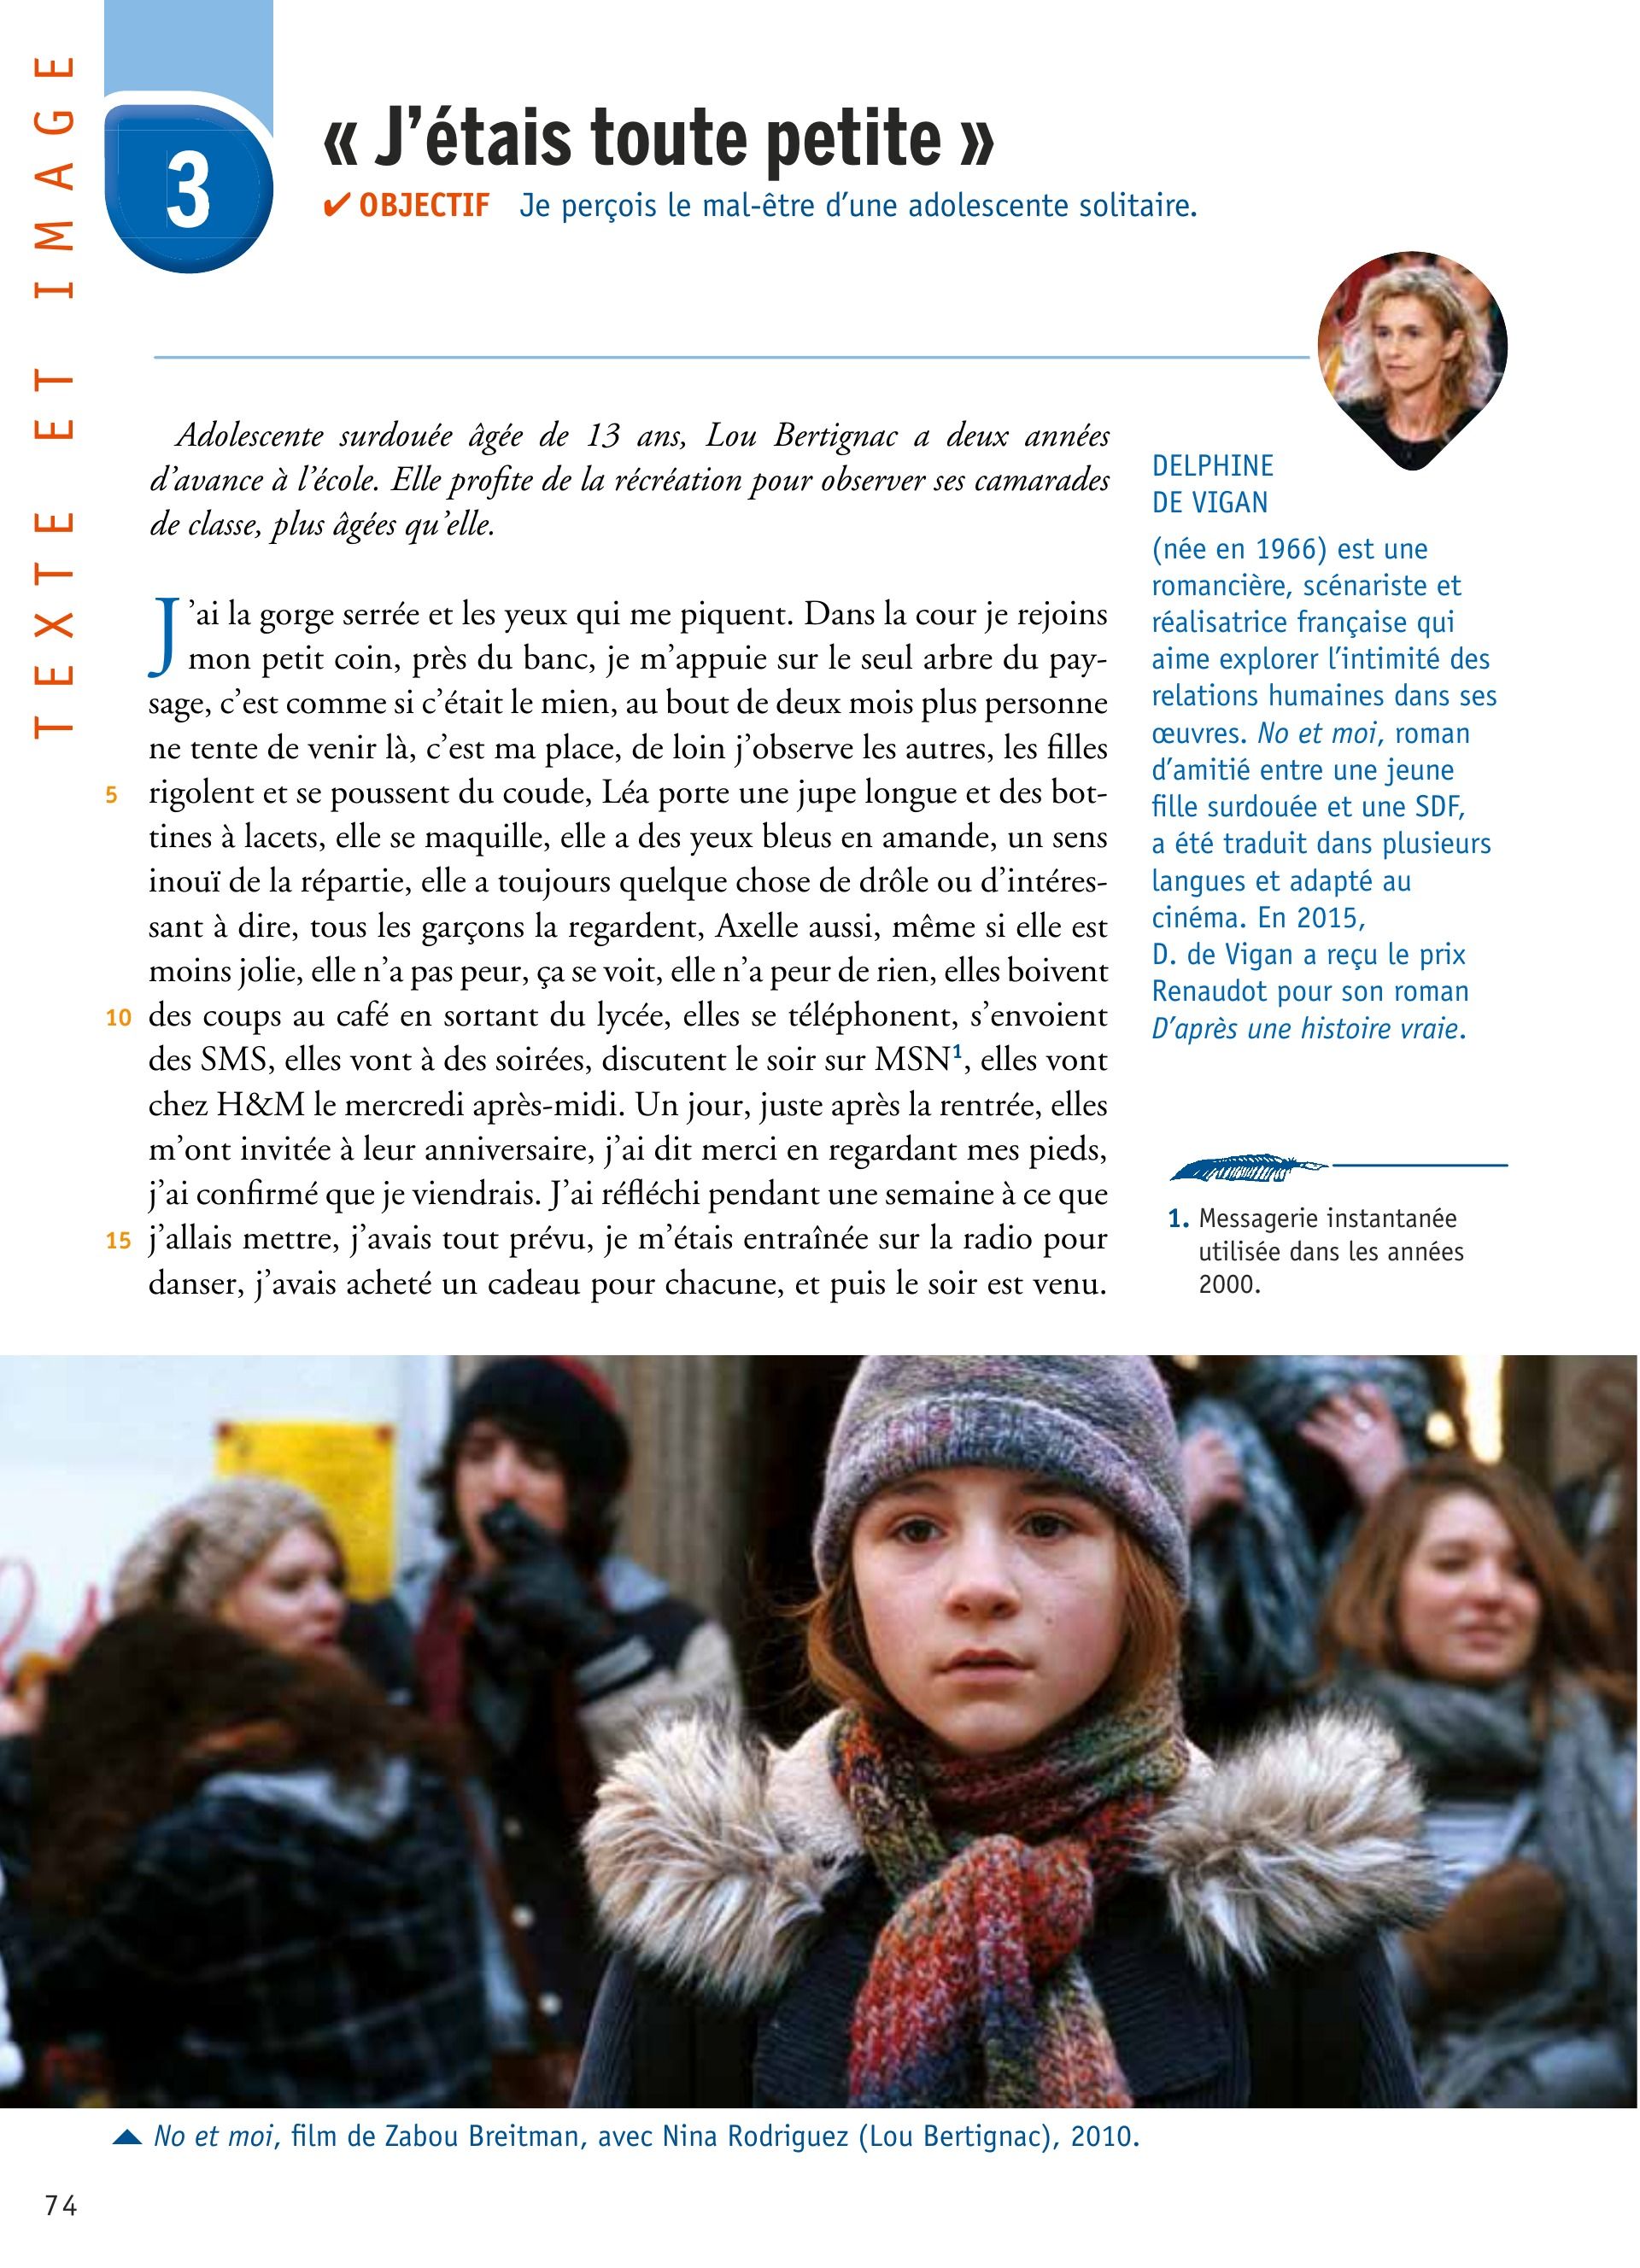 TEXTE ET IMAGE
3
« J’étais toute petite »
✔ OBJECTIF Je perçois le mal-être d’une adolescente solitaire.
Adolescente surdouée âgée de 13 ans, Lou Bertignac a deux années
d’avance à l’école. Elle profite de la récréation pour observer ses camarades
de classe, plus âgées qu’elle.
J’ai la gorge serrée et les yeux qui me piquent. Dans la cour je rejoins
mon petit coin, près du banc, je m’appuie sur le seul arbre du pay-
sage, c’est comme si c’était le mien, au bout de deux mois plus personne
ne tente de venir là, c’est ma place, de loin j’observe les autres, les filles
5 rigolent et se poussent du coude, Léa porte une jupe longue et des bot-
tines à lacets, elle se maquille, elle a des yeux bleus en amande, un sens
inouï de la répartie, elle a toujours quelque chose de drôle ou d’intéres-
sant à dire, tous les garçons la regardent, Axelle aussi, même si elle est
moins jolie, elle n’a pas peur, ça se voit, elle n’a peur de rien, elles boivent
10 des coups au café en sortant du lycée, elles se téléphonent, s’envoient
des SMS, elles vont à des soirées, discutent le soir sur MSN1, elles vont
chez H&M le mercredi après-midi. Un jour, juste après la rentrée, elles
m’ont invitée à leur anniversaire, j’ai dit merci en regardant mes pieds,
j’ai confirmé que je viendrais. J’ai réfléchi pendant une semaine à ce que
15 j’allais mettre, j’avais tout prévu, je m’étais entraînée sur la radio pour
danser, j’avais acheté un cadeau pour chacune, et puis le soir est venu.
DELPHINE
DE VIGAN
(née en 1966) est une
romancière, scénariste et
réalisatrice française qui
aime explorer l’intimité des
relations humaines dans ses
œuvres. No et moi, roman
d’amitié entre une jeune
fille surdouée et une SDF,
a été traduit dans plusieurs
langues et adapté au
cinéma. En 2015,
D. de Vigan a reçu le prix
Renaudot pour son roman
D’après une histoire vraie.
1. Messagerie instantanée
utilisée dans les années
2000.
▲ No et moi, film de Zabou Breitman, avec Nina Rodriguez (Lou Bertignac), 2010.
74